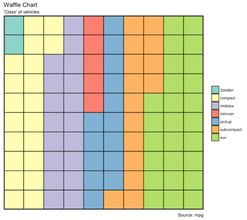 Waffle Chart
'Class' of vehicles
2seater
compact
midsize
minivan
pickup
subcompact
suv
Source: mpg